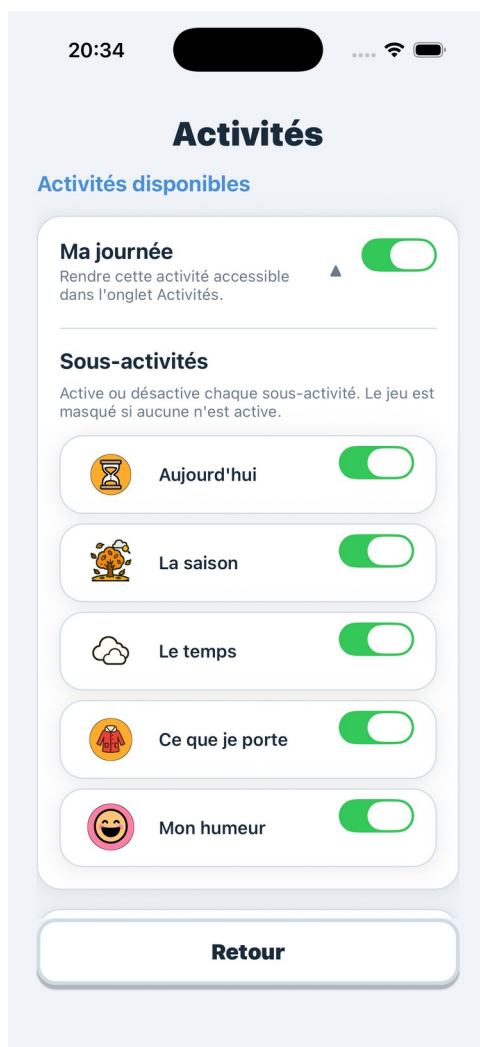 20:34
Activités
Activités disponibles
Ma journée
Rendre cette activité accessible
dans l'onglet Activités.
Sous-activités
Active ou désactive chaque sous-activité. Le jeu est
masqué si aucune n'est active.
Aujourd'hui
La saison
Le temps
Ce que je porte
Mon humeur
Retour